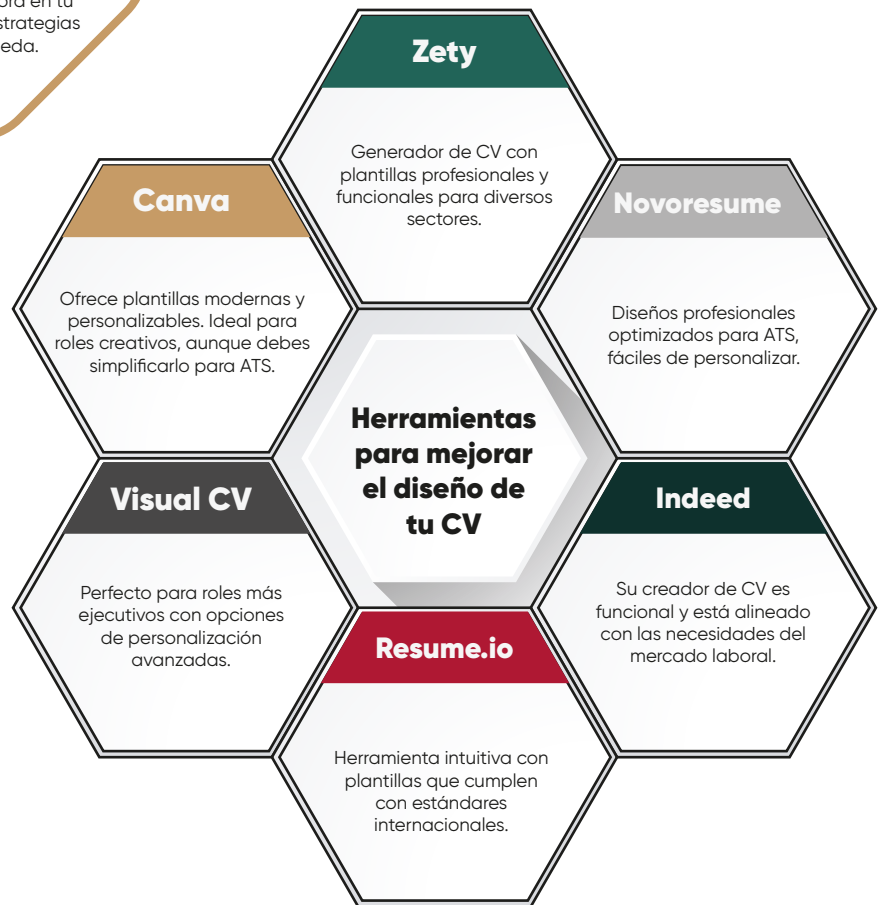 tu
strategias
eda.
Zety
Generador de CV con
plantillas profesionales y
funcionales para diversos
sectores.
Canva
Ofrece plantillas modernas y
personalizables. Ideal para
roles creativos, aunque debes
simplificarlo para ATS.
Novoresume
Diseños profesionales
optimizados para ATS,
fáciles de personalizar.
Herramientas
para mejorar
el diseño de
tu CV
Visual CV
Perfecto para roles más
ejecutivos con opciones
de personalización
avanzadas.
Indeed
Su creador de CV es
funcional y está alineado
con las necesidades del
mercado laboral.
Resume.io
Herramienta intuitiva con
plantillas que cumplen
con estándares
internacionales.